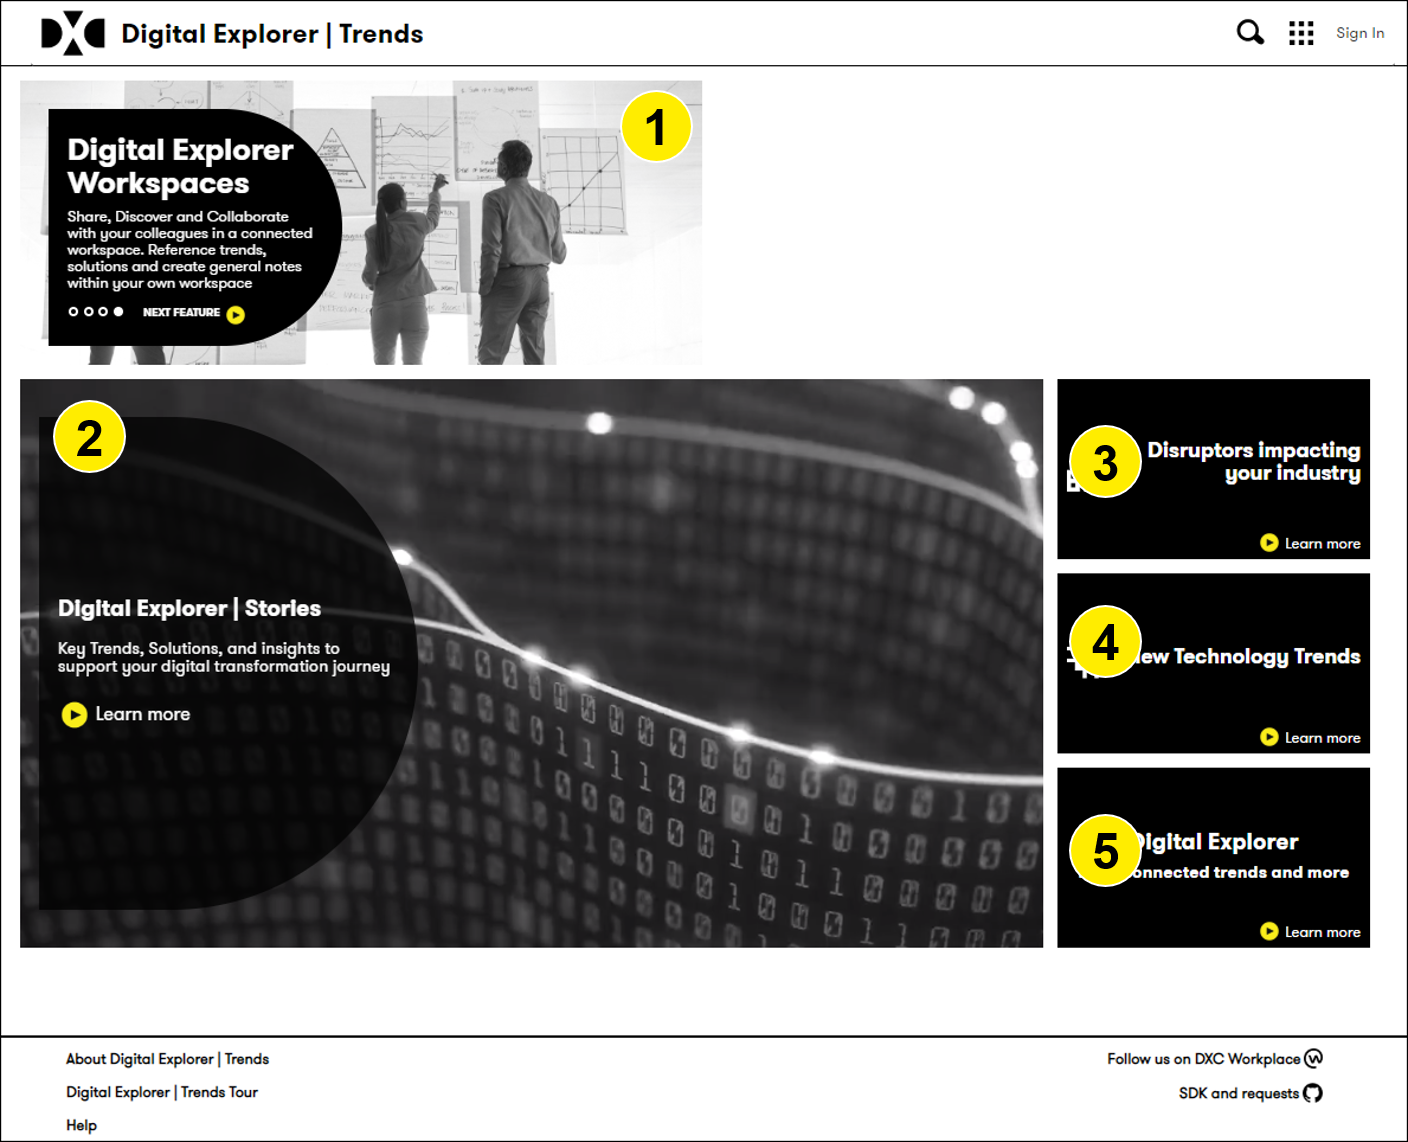 DXC Digital Explorer | Trends
Sign In
1
Digital Explorer
Workspaces
Share, Discover and Collaborate
with your colleagues in a connected
workspace. Reference trends,
solutions and create general notes
within your own workspace
NEXT FEATURE
2
Digital Explorer | Stories
Key Trends, Solutions, and insights to
support your digital transformation journey
Learn more
3
Disruptors impacting
your industry
Learn more
4
ew Technology Trends
Learn more
5
Digital Explorer
onnected trends and more
Learn more
About Digital Explorer | Trends
Digital Explorer | Trends Tour
Help
Follow us on DXC Workplace
SDK and requests